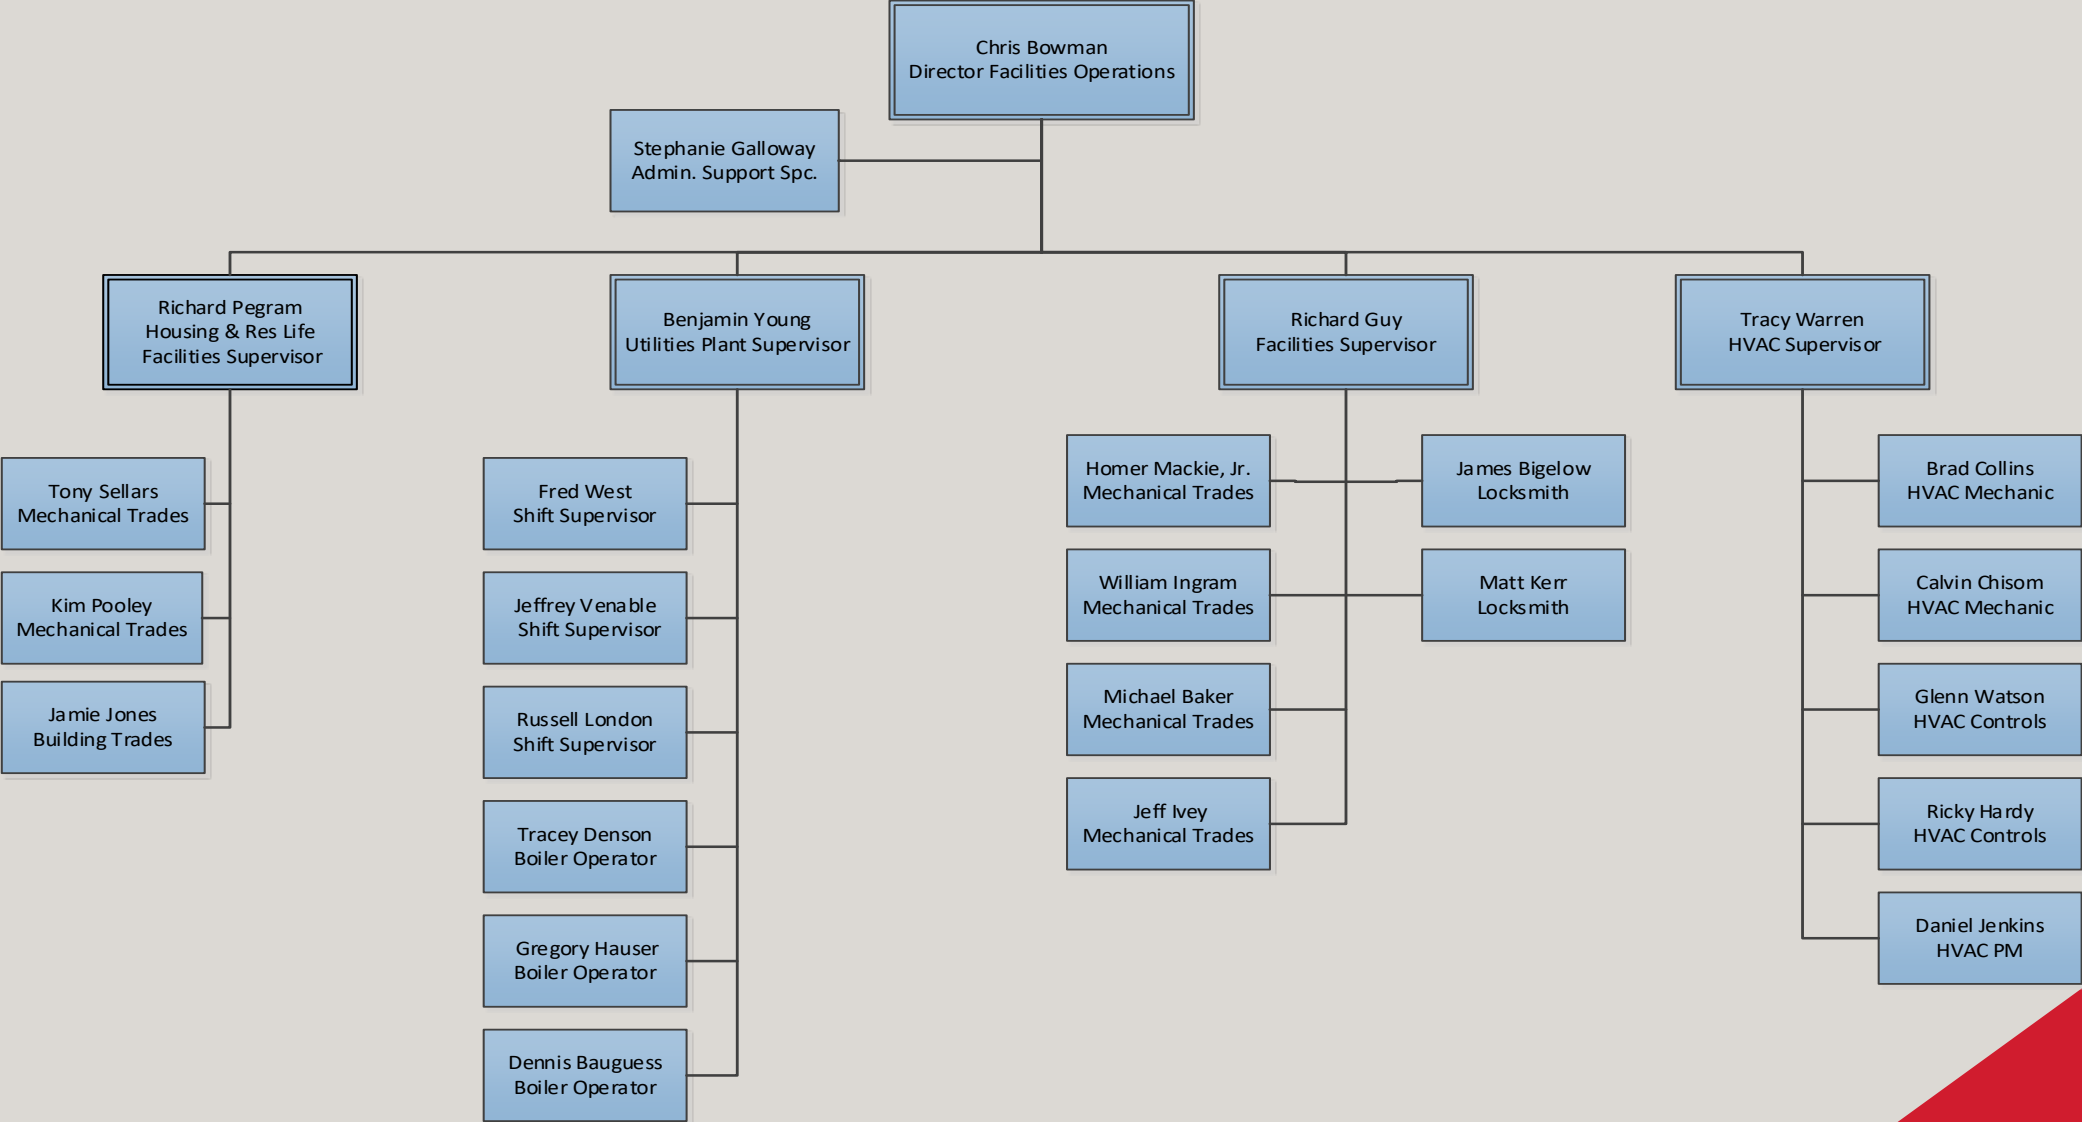 Chris Bowman
Director Facilities Operations
Stephanie Galloway
Admin. Support Spc.
Richard Pegram
Housing & Res Life
Facilities Supervisor
Benjamin Young
Utilities Plant Supervisor
Richard Guy
Facilities Supervisor
Tracy Warren
HVAC Supervisor
Tony Sellars
Mechanical Trades
Kim Pooley
Mechanical Trades
Jamie Jones
Building Trades
Fred West
Shift Supervisor
Jeffrey Venable
Shift Supervisor
Russell London
Shift Supervisor
Tracey Denson
Boiler Operator
Gregory Hauser
Boiler Operator
Dennis Bauguess
Boiler Operator
Homer Mackie, Jr.
Mechanical Trades
William Ingram
Mechanical Trades
Michael Baker
Mechanical Trades
Jeff Ivey
Mechanical Trades
James Bigelow
Locksmith
Matt Kerr
Locksmith
Brad Collins
HVAC Mechanic
Calvin Chisom
HVAC Mechanic
Glenn Watson
HVAC Controls
Ricky Hardy
HVAC Controls
Daniel Jenkins
HVAC PM